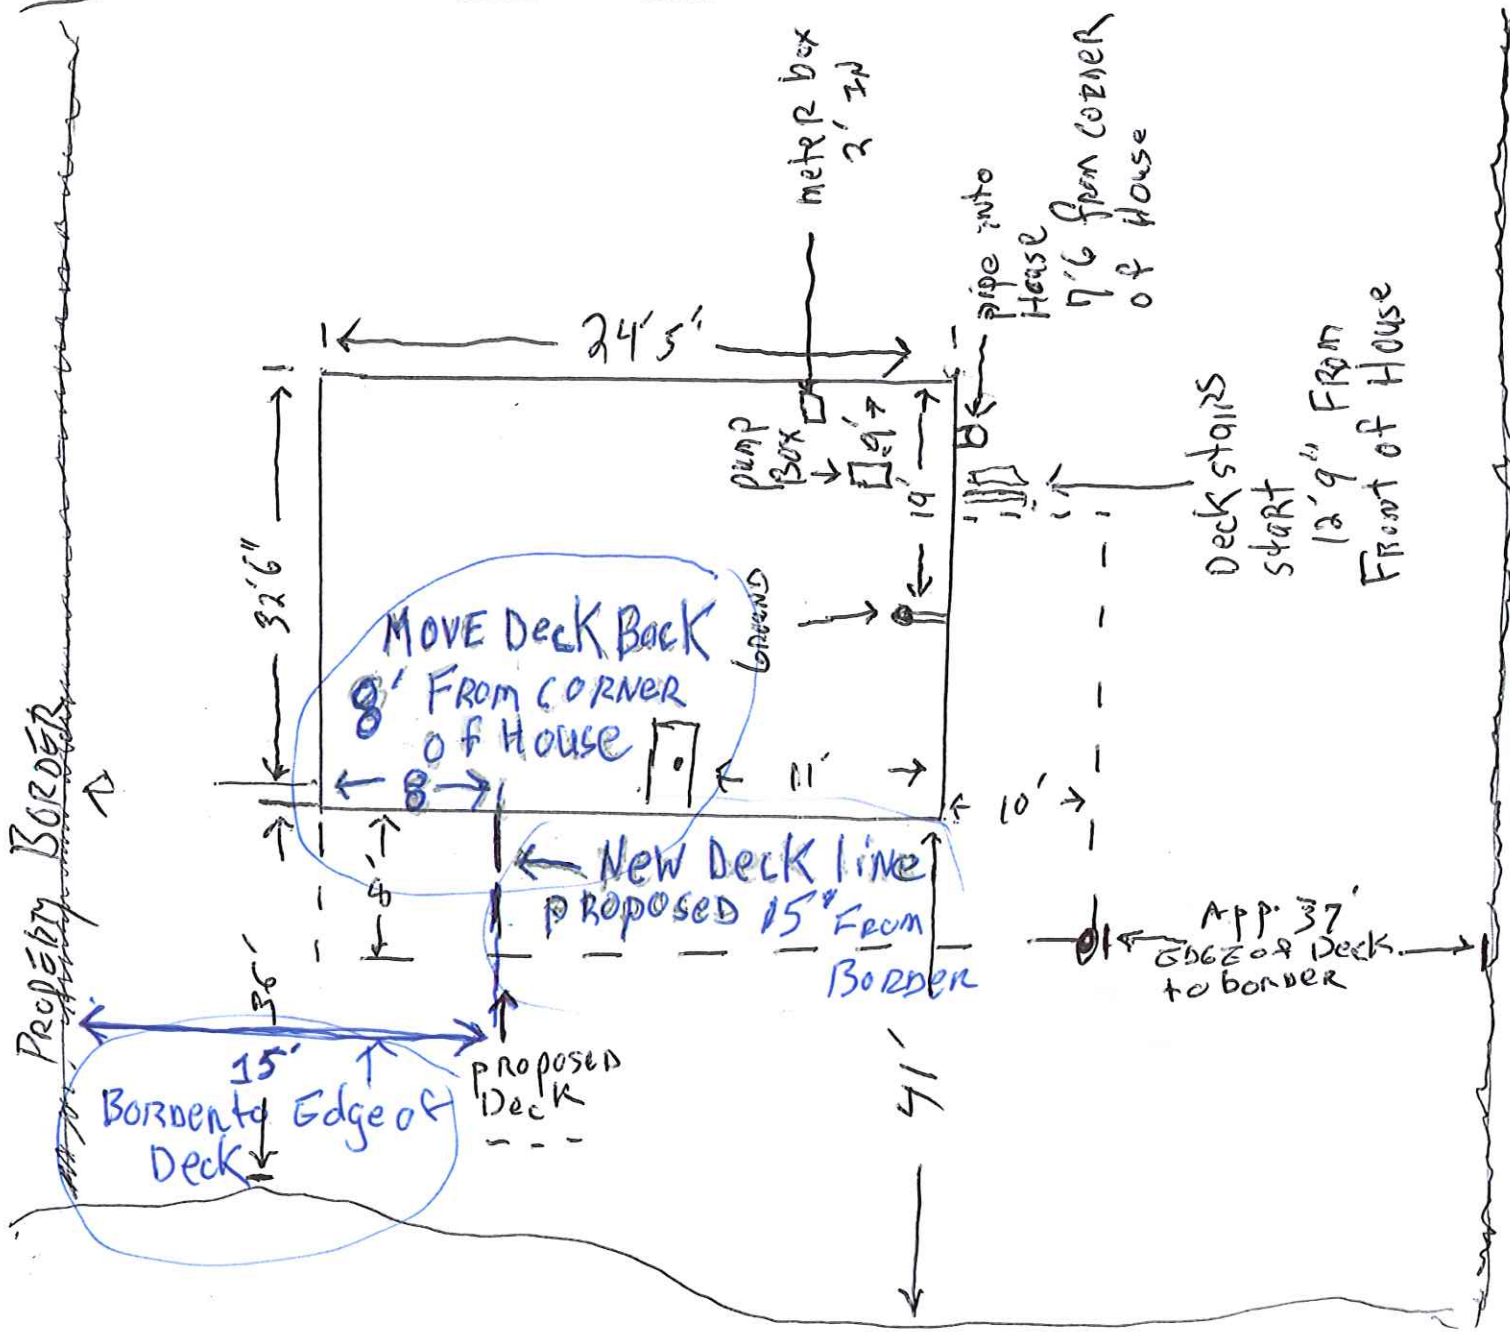 PROPERTY BORDER
24'5"
meter box
2' IN
pipe into
House
7'6 from CORNER
of House
Deck stairs
start
12'9" From
Front of House
pump
Box
9'
19'
32'6"
MOVE Deck Back
8' FROM CORNER
of House
GROUND
8'
11'
10'
8'
NEW Deck line
PROPOSED 15" From
BORDER
App. 37'
EDGE of Deck
to border
36'
15'
Border to Edge of
Deck
PROPOSED
Deck
41'